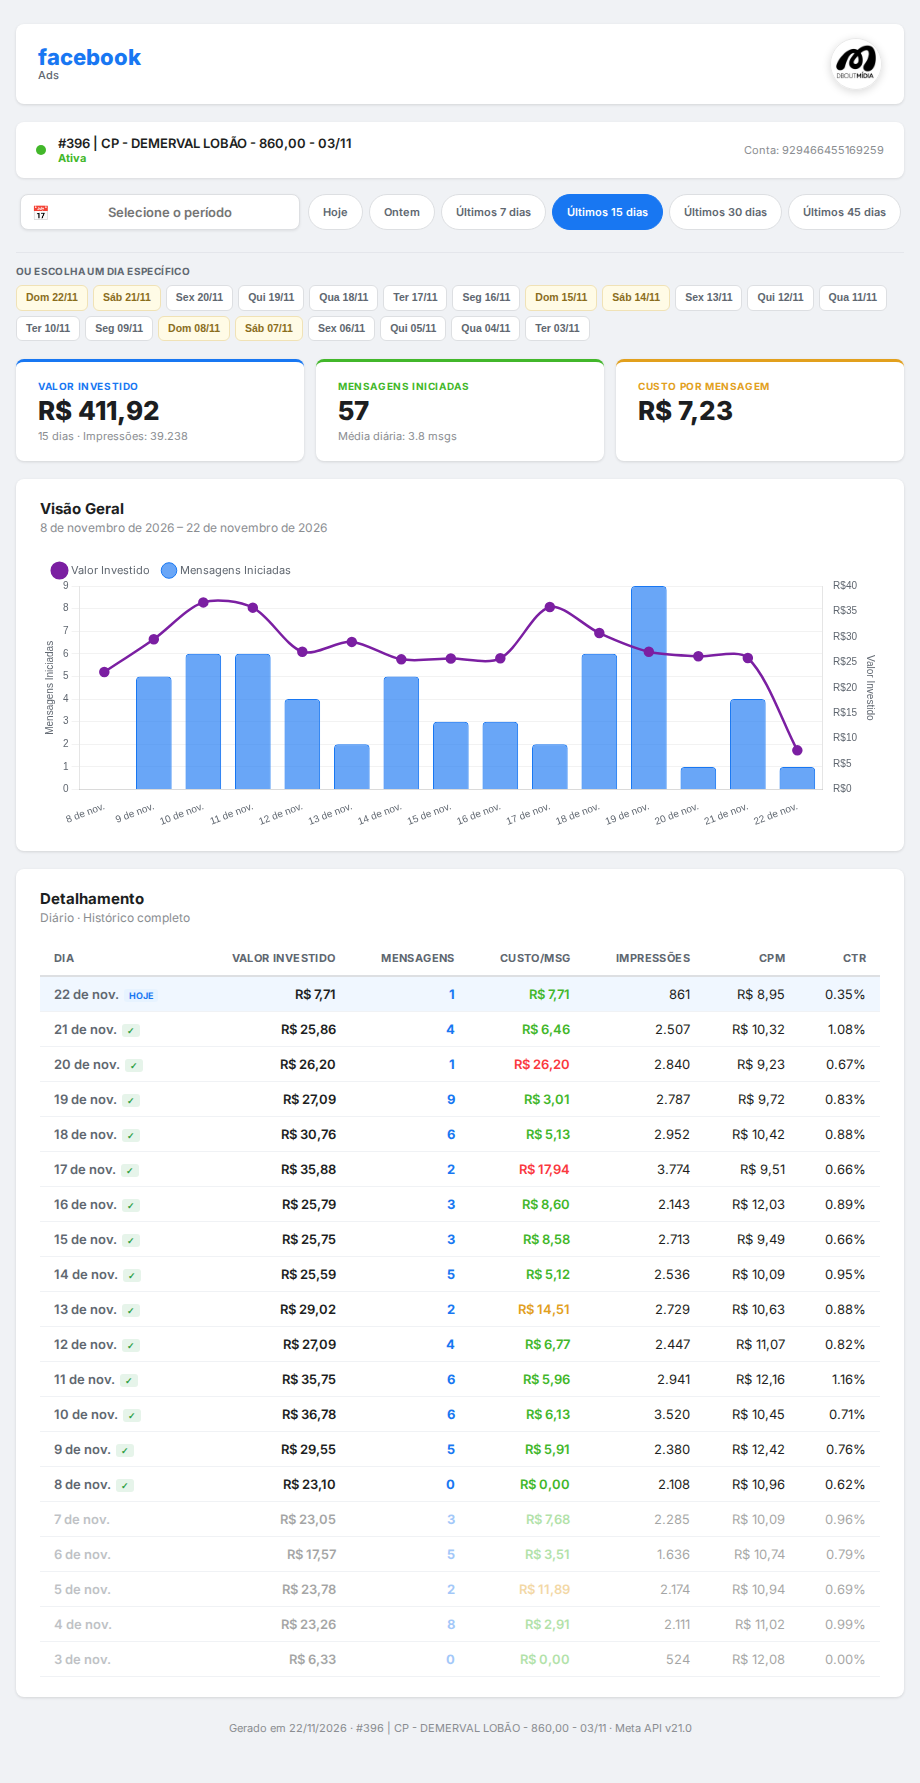 facebook
Ads
DBOUTMÍDIA
#396 | CP - DEMERVAL LOBÃO - 860,00 - 03/11
Ativa
Conta: 929466455169259
📅 Selecione o período Hoje Ontem Últimos 7 dias Últimos 15 dias Últimos 30 dias Últimos 45 dias
OU ESCOLHA UM DIA ESPECÍFICO
Dom 22/11 Sáb 21/11 Sex 20/11 Qui 19/11 Qua 18/11 Ter 17/11 Seg 16/11 Dom 15/11 Sáb 14/11 Sex 13/11 Qui 12/11 Qua 11/11
Ter 10/11 Seg 09/11 Dom 08/11 Sáb 07/11 Sex 06/11 Qui 05/11 Qua 04/11 Ter 03/11
VALOR INVESTIDO
R$ 411,92
15 dias · Impressões: 39.238
MENSAGENS INICIADAS
57
Média diária: 3.8 msgs
CUSTO POR MENSAGEM
R$ 7,23
Visão Geral
8 de novembro de 2026 – 22 de novembro de 2026
Valor Investido Mensagens Iniciadas
Mensagens Iniciadas
9
8
7
6
5
4
3
2
1
0
R$40
R$35
R$30
R$25
R$20
R$15
R$10
R$5
R$0
Valor Investido
8 de nov. 9 de nov. 10 de nov. 11 de nov. 12 de nov. 13 de nov. 14 de nov. 15 de nov. 16 de nov. 17 de nov. 18 de nov. 19 de nov. 20 de nov. 21 de nov. 22 de nov.
Detalhamento
Diário · Histórico completo
DIA VALOR INVESTIDO MENSAGENS CUSTO/MSG IMPRESSÕES CPM CTR
22 de nov. HOJE R$ 7,71 1 R$ 7,71 861 R$ 8,95 0.35%
21 de nov. ✓ R$ 25,86 4 R$ 6,46 2.507 R$ 10,32 1.08%
20 de nov. ✓ R$ 26,20 1 R$ 26,20 2.840 R$ 9,23 0.67%
19 de nov. ✓ R$ 27,09 9 R$ 3,01 2.787 R$ 9,72 0.83%
18 de nov. ✓ R$ 30,76 6 R$ 5,13 2.952 R$ 10,42 0.88%
17 de nov. ✓ R$ 35,88 2 R$ 17,94 3.774 R$ 9,51 0.66%
16 de nov. ✓ R$ 25,79 3 R$ 8,60 2.143 R$ 12,03 0.89%
15 de nov. ✓ R$ 25,75 3 R$ 8,58 2.713 R$ 9,49 0.66%
14 de nov. ✓ R$ 25,59 5 R$ 5,12 2.536 R$ 10,09 0.95%
13 de nov. ✓ R$ 29,02 2 R$ 14,51 2.729 R$ 10,63 0.88%
12 de nov. ✓ R$ 27,09 4 R$ 6,77 2.447 R$ 11,07 0.82%
11 de nov. ✓ R$ 35,75 6 R$ 5,96 2.941 R$ 12,16 1.16%
10 de nov. ✓ R$ 36,78 6 R$ 6,13 3.520 R$ 10,45 0.71%
9 de nov. ✓ R$ 29,55 5 R$ 5,91 2.380 R$ 12,42 0.76%
8 de nov. ✓ R$ 23,10 0 R$ 0,00 2.108 R$ 10,96 0.62%
7 de nov. R$ 23,05 3 R$ 7,68 2.285 R$ 10,09 0.96%
6 de nov. R$ 17,57 5 R$ 3,51 1.636 R$ 10,74 0.79%
5 de nov. R$ 23,78 2 R$ 11,89 2.174 R$ 10,94 0.69%
4 de nov. R$ 23,26 8 R$ 2,91 2.111 R$ 11,02 0.99%
3 de nov. R$ 6,33 0 R$ 0,00 524 R$ 12,08 0.00%
Gerado em 22/11/2026 · #396 | CP - DEMERVAL LOBÃO - 860,00 - 03/11 · Meta API v21.0